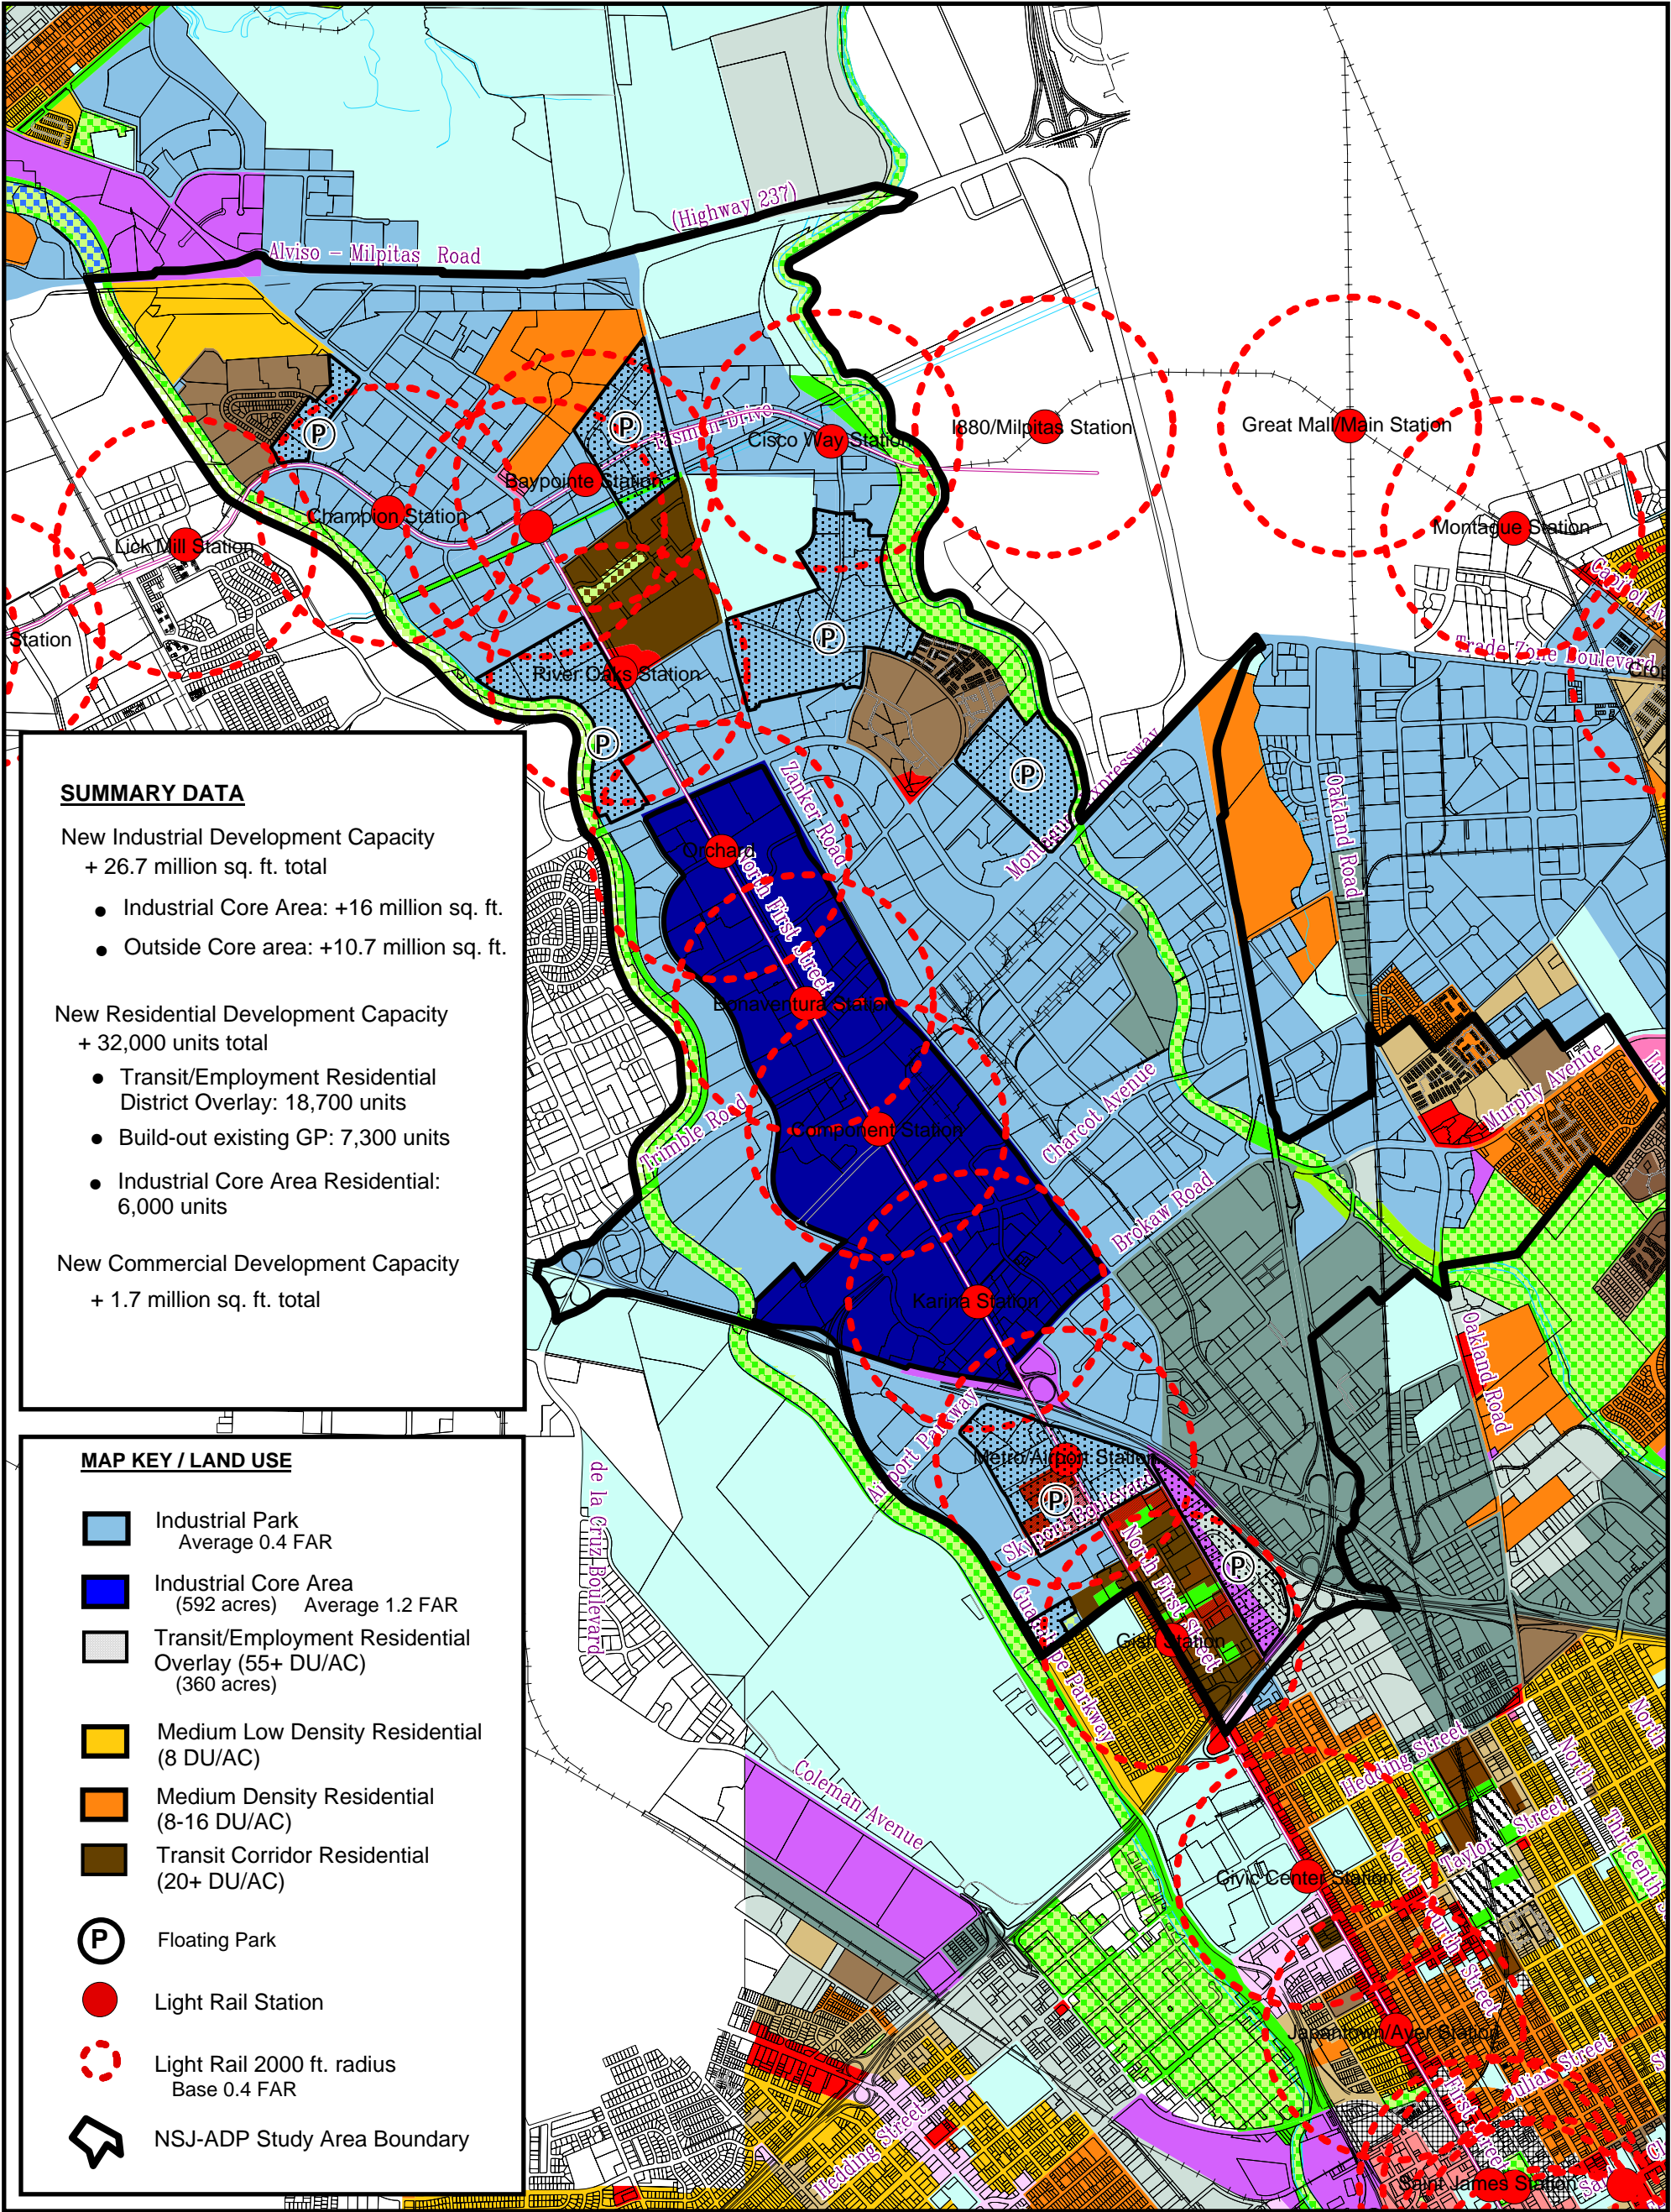 (Highway 237)
Alviso - Milpitas Road
Tasman Drive
Cisco Way Station
I880/Milpitas Station
Great Mall/Main Station
Baypointe Station
Champion Station
Lick Mill Station
Montague Station
Capitol Av
Station
River Oaks Station
Trade Zone Boulevard
Crop
P
P
P
P
P
Zanker Road
Montague Expressway
Oakland Road
Orchard
North First Street
Bonaventura Station
Trimble Road
Component Station
Charcot Avenue
Murphy Avenue
Brokaw Road
Karina Station
Oakland Road
Airport Parkway
Metro/Airport Station
P
Skyport Boulevard
North First Street
P
Guadalupe Parkway
Gish Station
de la Cruz Boulevard
Coleman Avenue
Hedding Street
Taylor Street
North
North
Thirteenth S
Civic Center Station
North Fourth Street
Japantown/Ayer Station
Julian Street
First Street
Saint James Station
Hedding Street
SUMMARY DATA
New Industrial Development Capacity
+ 26.7 million sq. ft. total
● Industrial Core Area: +16 million sq. ft.
● Outside Core area: +10.7 million sq. ft.
New Residential Development Capacity
+ 32,000 units total
● Transit/Employment Residential
District Overlay: 18,700 units
● Build-out existing GP: 7,300 units
● Industrial Core Area Residential:
6,000 units
New Commercial Development Capacity
+ 1.7 million sq. ft. total
MAP KEY / LAND USE
Industrial Park
Average 0.4 FAR
Industrial Core Area
(592 acres) Average 1.2 FAR
Transit/Employment Residential
Overlay (55+ DU/AC)
(360 acres)
Medium Low Density Residential
(8 DU/AC)
Medium Density Residential
(8-16 DU/AC)
Transit Corridor Residential
(20+ DU/AC)
P Floating Park
Light Rail Station
Light Rail 2000 ft. radius
Base 0.4 FAR
NSJ-ADP Study Area Boundary